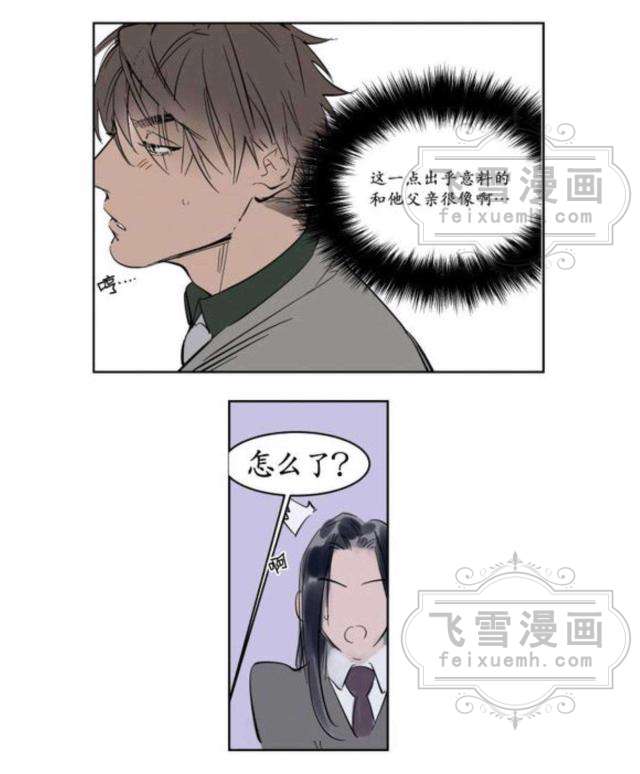 这一点出乎意料的
和他父亲很像啊…
哼……
飞雪漫画
feixuemh.com
怎么了？
啊
飞雪漫画
feixuemh.com